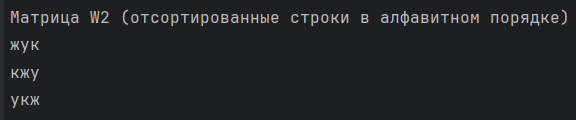 Матрица W2 (отсортированные строки в алфавитном порядке)
жук
кжу
укж